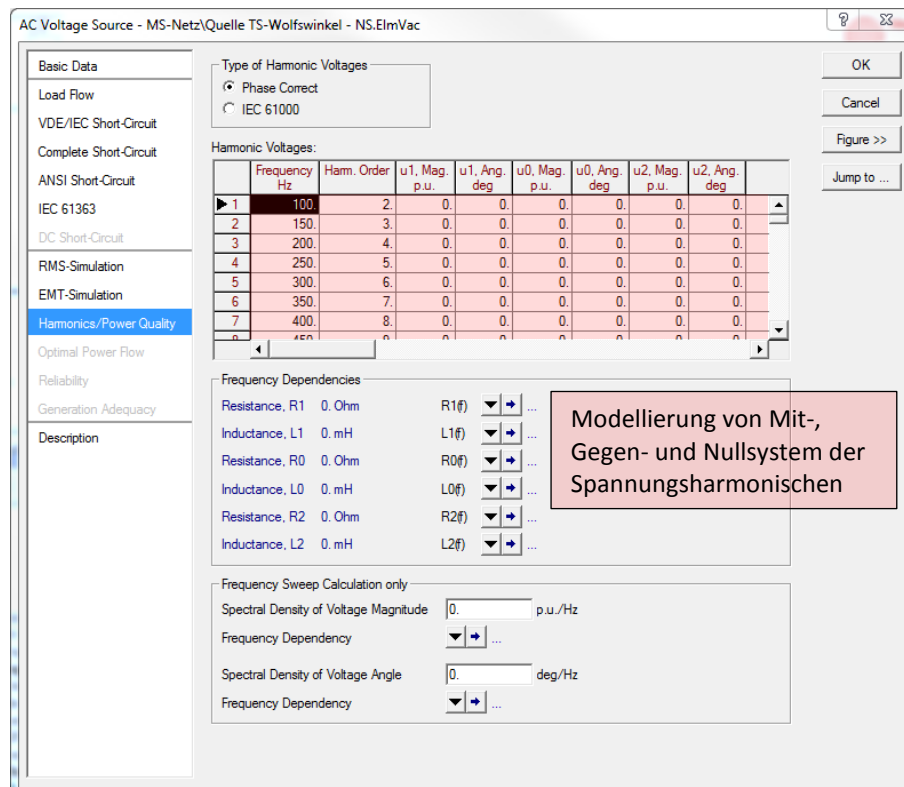 AC Voltage Source - MS-Netz\Quelle TS-Wolfswinkel - NS.ElmVac
Basic Data
Load Flow
VDE/IEC Short-Circuit
Complete Short-Circuit
ANSI Short-Circuit
IEC 61363
DC Short-Circuit
RMS-Simulation
EMT-Simulation
Harmonics/Power Quality
Optimal Power Flow
Reliability
Generation Adequacy
Description
Type of Harmonic Voltages
Phase Correct
IEC 61000
Harmonic Voltages:
Frequency Hz Harm. Order u1, Mag. p.u. u1, Ang. deg u0, Mag. p.u. u0, Ang. deg u2, Mag. p.u. u2, Ang. deg
1 100. 2. 0. 0. 0. 0. 0. 0.
2 150. 3. 0. 0. 0. 0. 0. 0.
3 200. 4. 0. 0. 0. 0. 0. 0.
4 250. 5. 0. 0. 0. 0. 0. 0.
5 300. 6. 0. 0. 0. 0. 0. 0.
6 350. 7. 0. 0. 0. 0. 0. 0.
7 400. 8. 0. 0. 0. 0. 0. 0.
Frequency Dependencies
Resistance, R1 0. Ohm R1(f) ...
Inductance, L1 0. mH L1(f) ...
Resistance, R0 0. Ohm R0(f) ...
Inductance, L0 0. mH L0(f) ...
Resistance, R2 0. Ohm R2(f) ...
Inductance, L2 0. mH L2(f) ...
Modellierung von Mit-,
Gegen- und Nullsystem der
Spannungsharmonischen
Frequency Sweep Calculation only
Spectral Density of Voltage Magnitude 0. p.u./Hz
Frequency Dependency ...
Spectral Density of Voltage Angle 0. deg/Hz
Frequency Dependency ...
OK
Cancel
Figure >>
Jump to ...